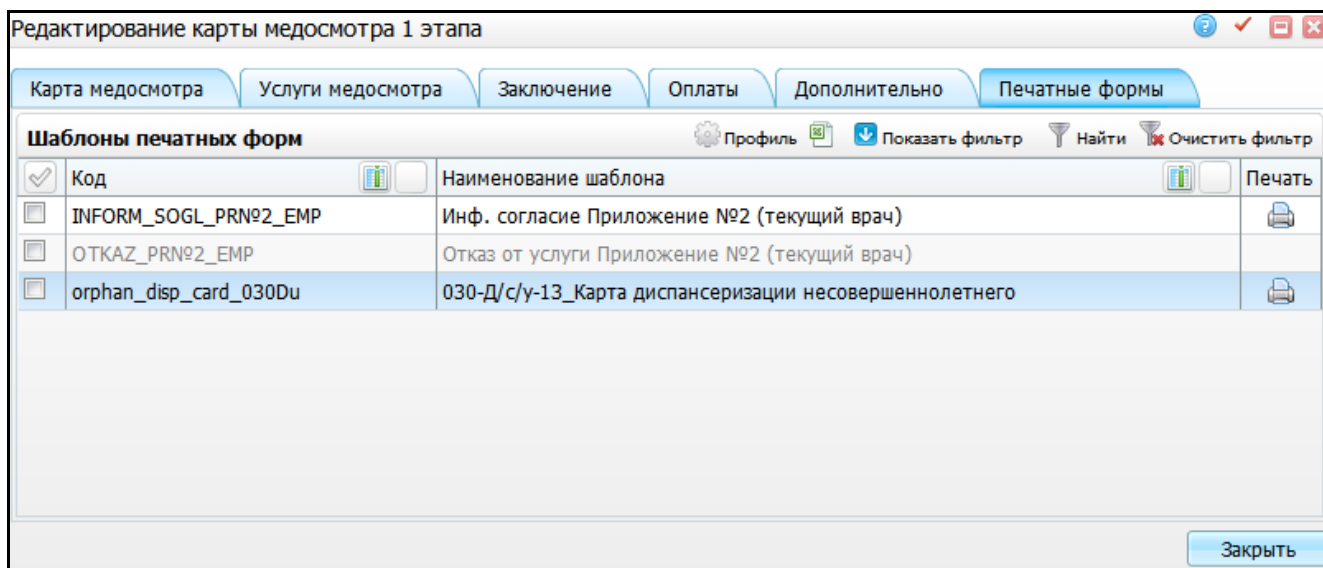 Редактирование карты медосмотра 1 этапа
Карта медосмотра Услуги медосмотра Заключение Оплаты Дополнительно Печатные формы
Шаблоны печатных форм Профиль Показать фильтр Найти Очистить фильтр
Код Наименование шаблона Печать
INFORM_SOGL_PRNº2_EMP Инф. согласие Приложение №2 (текущий врач)
OTKAZ_PRNº2_EMP Отказ от услуги Приложение №2 (текущий врач)
orphan_disp_card_030Du 030-Д/с/у-13_Карта диспансеризации несовершеннолетнего
Закрыть